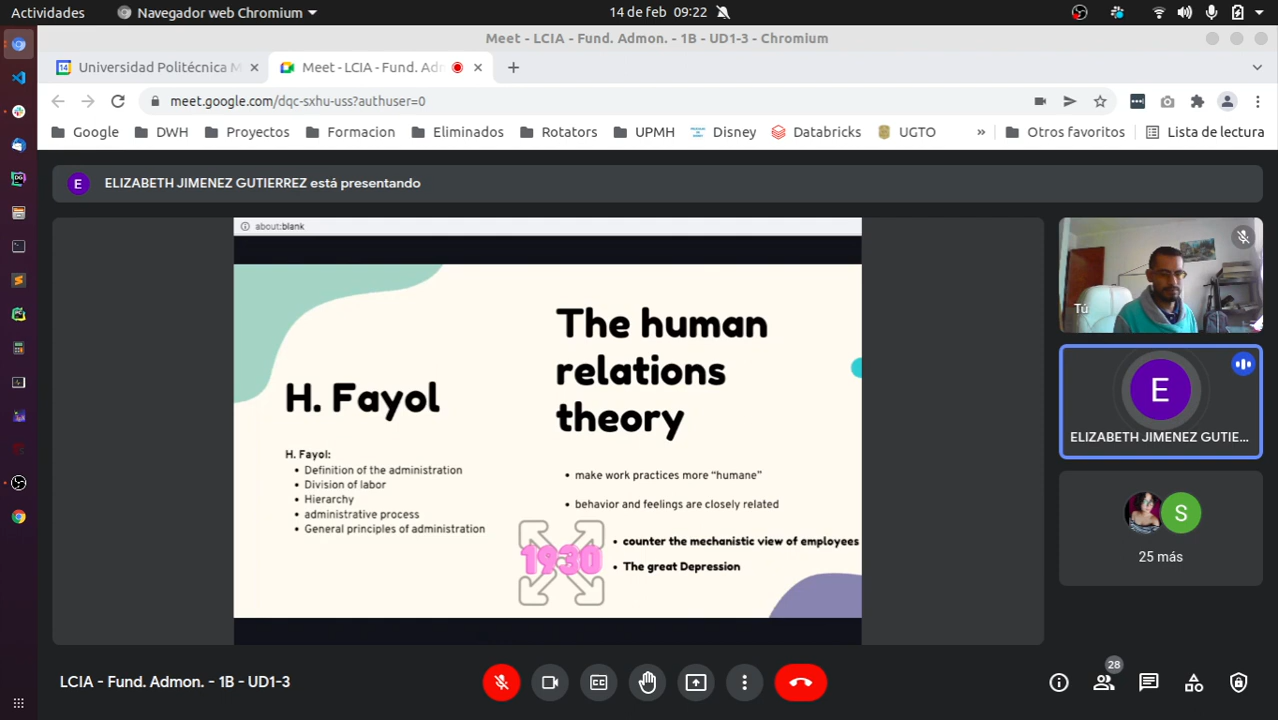 Actividades
Navegador web Chromium
14 de feb 09:22
Meet - LCIA - Fund. Admon. - 1B - UD1-3 - Chromium
14
Universidad Politécnica M
Meet - LCIA - Fund. Adn
meet.google.com/dqc-sxhu-uss?authuser=0
Google
DWH
Proyectos
Formacion
Eliminados
Rotators
UPMH
Disney
Databricks
UGTO
»
Otros favoritos
Lista de lectura
E
ELIZABETH JIMENEZ GUTIERREZ está presentando
about:blank
H. Fayol
H. Fayol:
• Definition of the administration
• Division of labor
• Hierarchy
• administrative process
• General principles of administration
The human
relations
theory
• make work practices more “humane”
• behavior and feelings are closely related
1930
• counter the mechanistic view of employees
• The great Depression
Tú
E
ELIZABETH JIMENEZ GUTIE...
S
25 más
LCIA - Fund. Admon. - 1B - UD1-3
28